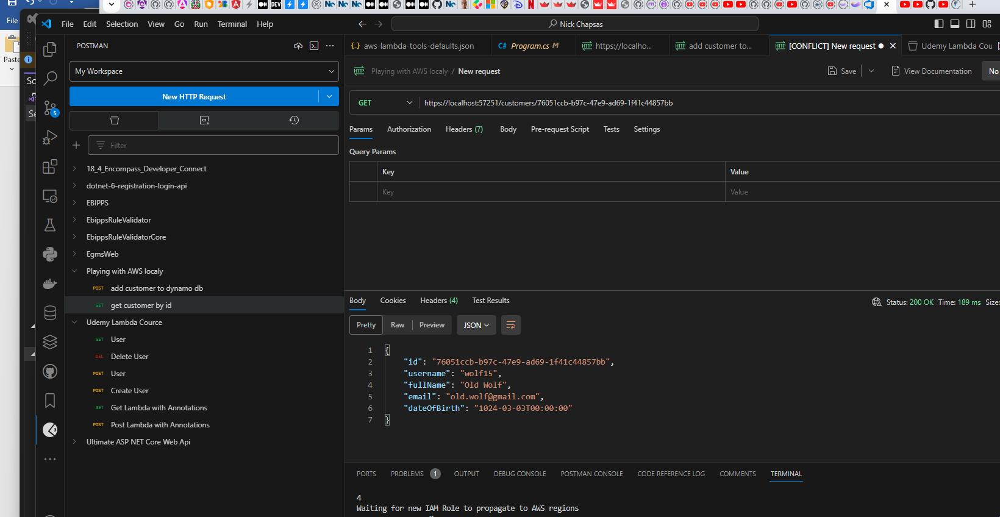 File
Paste
Sc
Se
File Edit Selection View Go Run Terminal Help
Nick Chapsas
POSTMAN
My Workspace
New HTTP Request
Filter
18_4_Encompass_Developer_Connect
dotnet-6-registration-login-api
EBIPPS
EbippsRuleValidator
EbippsRuleValidatorCore
EgmsWeb
Playing with AWS localy
POST add customer to dynamo db
GET get customer by id
Udemy Lambda Cource
GET User
DEL Delete User
POST User
POST Create User
GET Get Lambda with Annotations
POST Post Lambda with Annotations
Ultimate ASP NET Core Web Api
5
{..} aws-lambda-tools-defaults.json
C# Program.cs M
HTTP https://localho...
HTTP add customer to...
HTTP [CONFLICT] New request
Udemy Lambda Cou
HTTP Playing with AWS localy / New request
Save
View Documentation
No
GET https://localhost:57251/customers/76051ccb-b97c-47e9-ad69-1f41c44857bb
Params Authorization Headers (7) Body Pre-request Script Tests Settings
Query Params
Key Value
Key Value
Body Cookies Headers (4) Test Results
Status: 200 OK Time: 189 ms Size:
Pretty Raw Preview JSON
1 {
2 "id": "76051ccb-b97c-47e9-ad69-1f41c44857bb",
3 "username": "wolf15",
4 "fullName": "Old Wolf",
5 "email": "old.wolf@gmail.com",
6 "dateOfBirth": "1024-03-03T00:00:00"
7 }
PORTS PROBLEMS 1 OUTPUT DEBUG CONSOLE POSTMAN CONSOLE CODE REFERENCE LOG COMMENTS TERMINAL
4
Waiting for new IAM Role to propagate to AWS regions